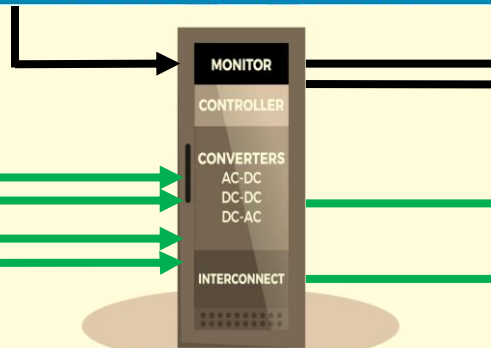 MONITOR
CONTROLLER
CONVERTERS
AC-DC
DC-DC
DC-AC
INTERCONNECT